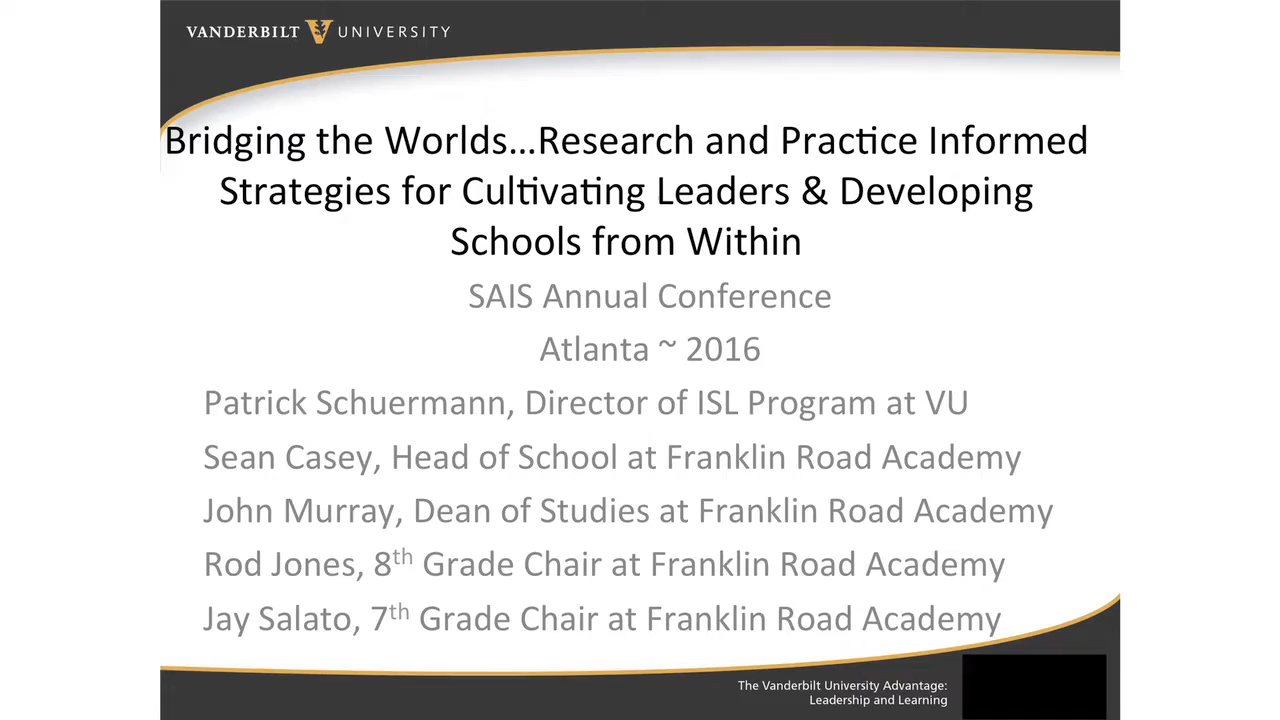 VANDERBILT UNIVERSITY
Bridging the Worlds…Research and Practice Informed
Strategies for Cultivating Leaders & Developing
Schools from Within
SAIS Annual Conference
Atlanta ~ 2016
Patrick Schuermann, Director of ISL Program at VU
Sean Casey, Head of School at Franklin Road Academy
John Murray, Dean of Studies at Franklin Road Academy
Rod Jones, 8th Grade Chair at Franklin Road Academy
Jay Salato, 7th Grade Chair at Franklin Road Academy
The Vanderbilt University Advantage:
Leadership and Learning